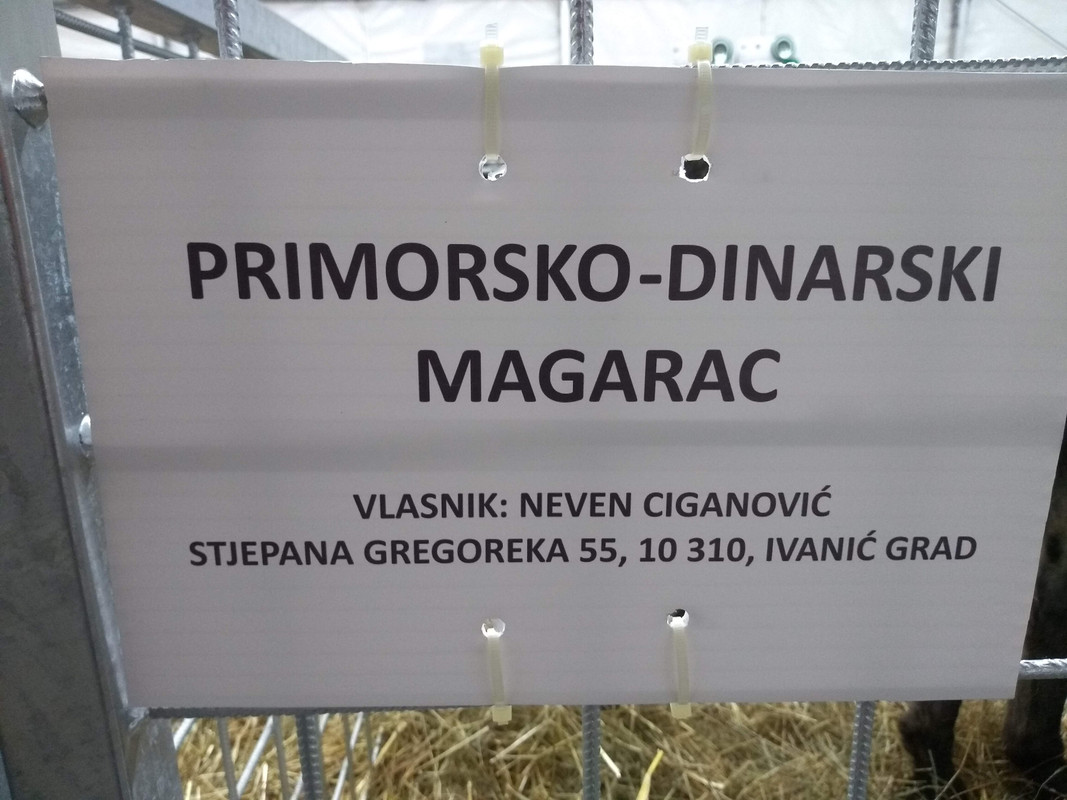 PRIMORSKO-DINARSKI
MAGARAC
VLASNIK: NEVEN CIGANOVIĆ
STJEPANA GREGOREKA 55, 10 310, IVANIĆ GRAD